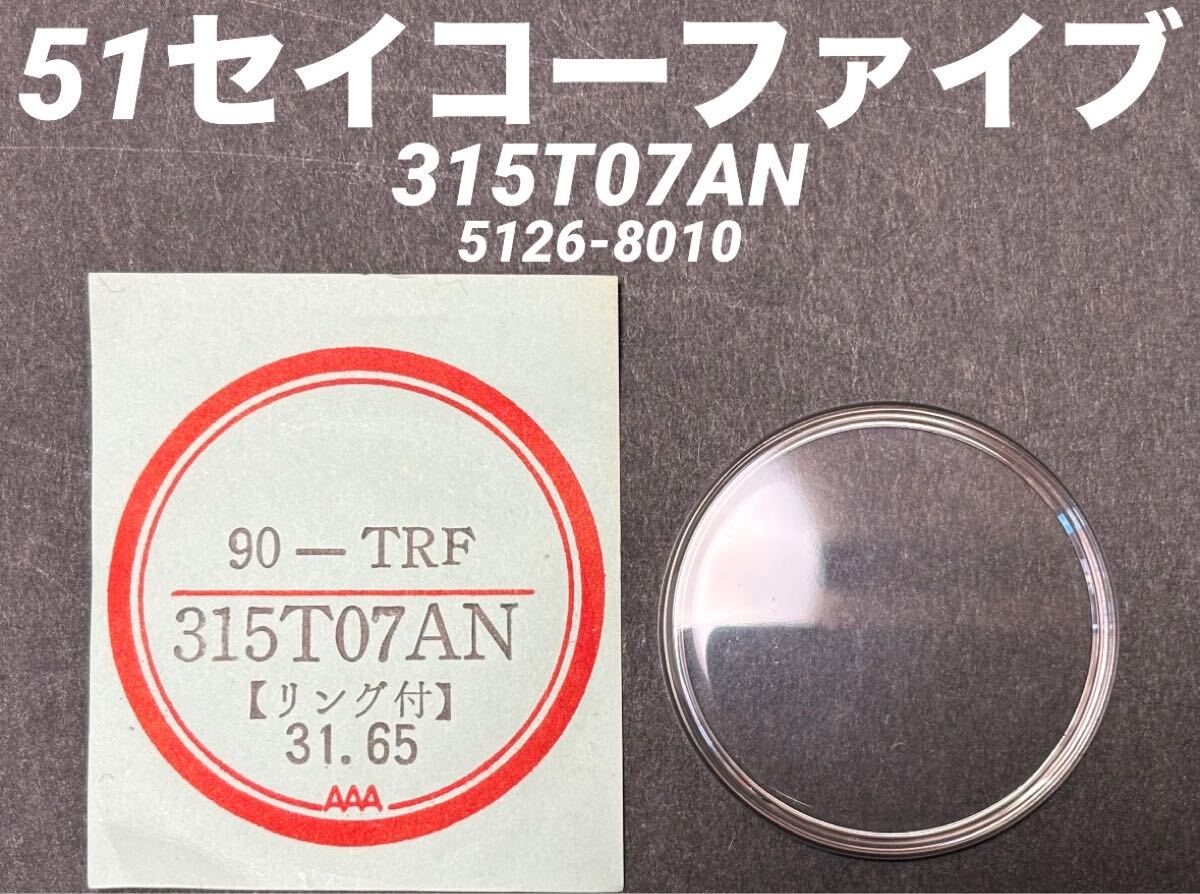 51セイコーファイブ
315T07AN
5126-8010
90 — TRF
315T07AN
【リング付】
31.65
AAA